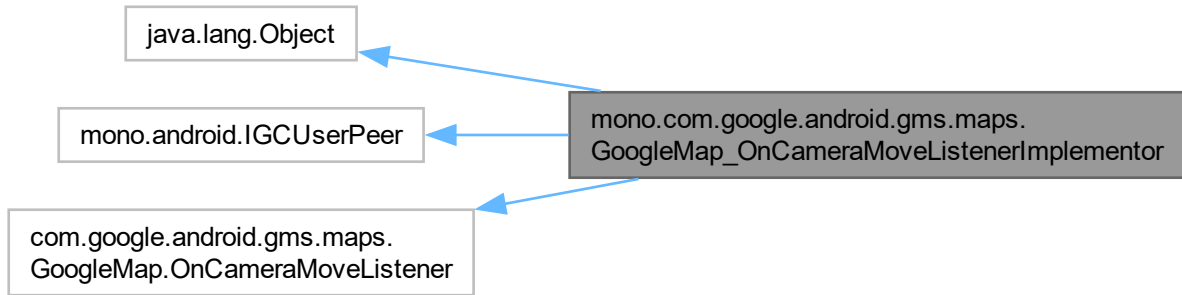 java.lang.Object
mono.android.IGCUserPeer
com.google.android.gms.maps.
GoogleMap.OnCameraMoveListener
mono.com.google.android.gms.maps.
GoogleMap_OnCameraMoveListenerImplementor